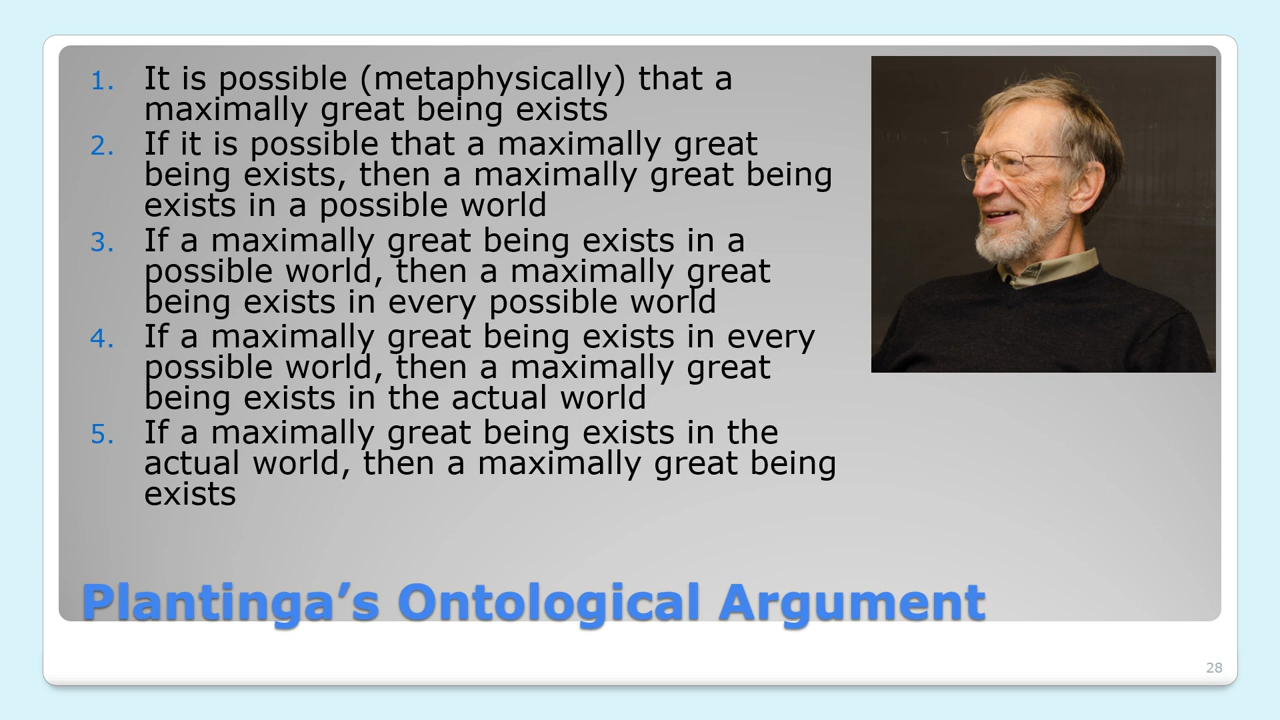 1. It is possible (metaphysically) that a
maximally great being exists
2. If it is possible that a maximally great
being exists, then a maximally great being
exists in a possible world
3. If a maximally great being exists in a
possible world, then a maximally great
being exists in every possible world
4. If a maximally great being exists in every
possible world, then a maximally great
being exists in the actual world
5. If a maximally great being exists in the
actual world, then a maximally great being
exists
Plantinga’s Ontological Argument
28